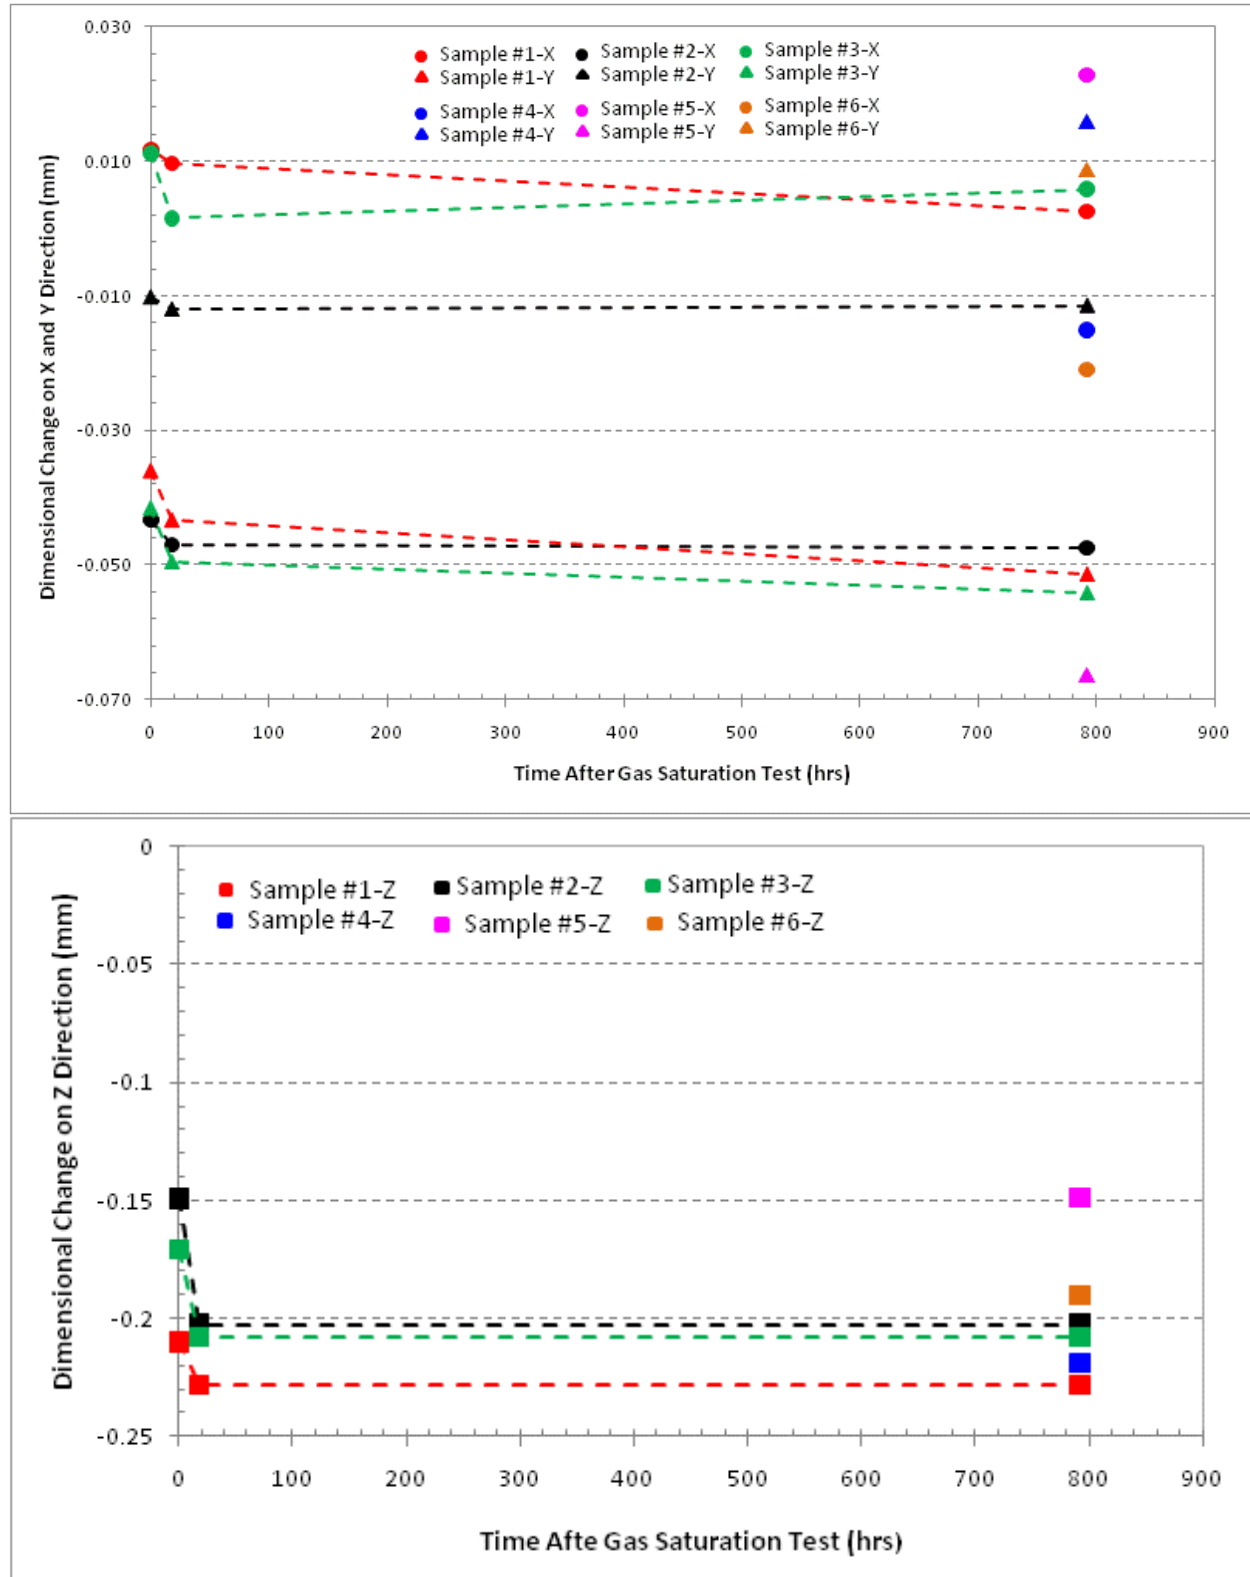 0.030
Sample #1-X Sample #2-X Sample #3-X
Sample #1-Y Sample #2-Y Sample #3-Y
Sample #4-X Sample #5-X Sample #6-X
Sample #4-Y Sample #5-Y Sample #6-Y
0.010
-0.010
-0.030
-0.050
-0.070
Dimensional Change on X and Y Direction (mm)
0 100 200 300 400 500 600 700 800 900
Time After Gas Saturation Test (hrs)
0
Sample #1-Z Sample #2-Z Sample #3-Z
Sample #4-Z Sample #5-Z Sample #6-Z
-0.05
-0.1
-0.15
-0.2
-0.25
Dimensional Change on Z Direction (mm)
0 100 200 300 400 500 600 700 800 900
Time Afte Gas Saturation Test (hrs)